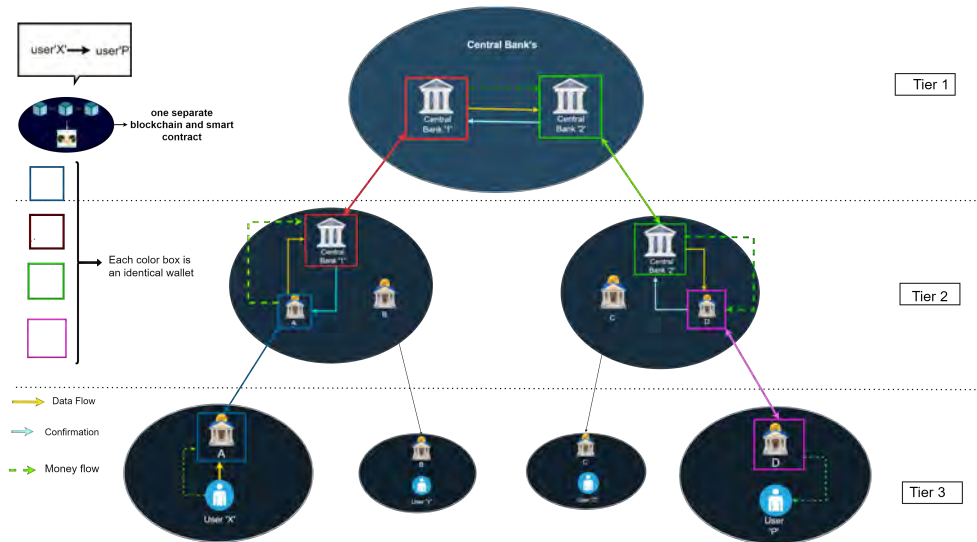 user'X' user'P'
one separate
blockchain and smart
contract
Each color box is
an identical wallet
Data Flow
Confirmation
Money flow
Central Bank's
Central
Bank '1'
Central
Bank '2'
Tier 1
Central
Bank '1'
A
B
Central
Bank '2'
C
D
Tier 2
A
User 'X'
B
User 'Y'
C
D
User
'P'
Tier 3